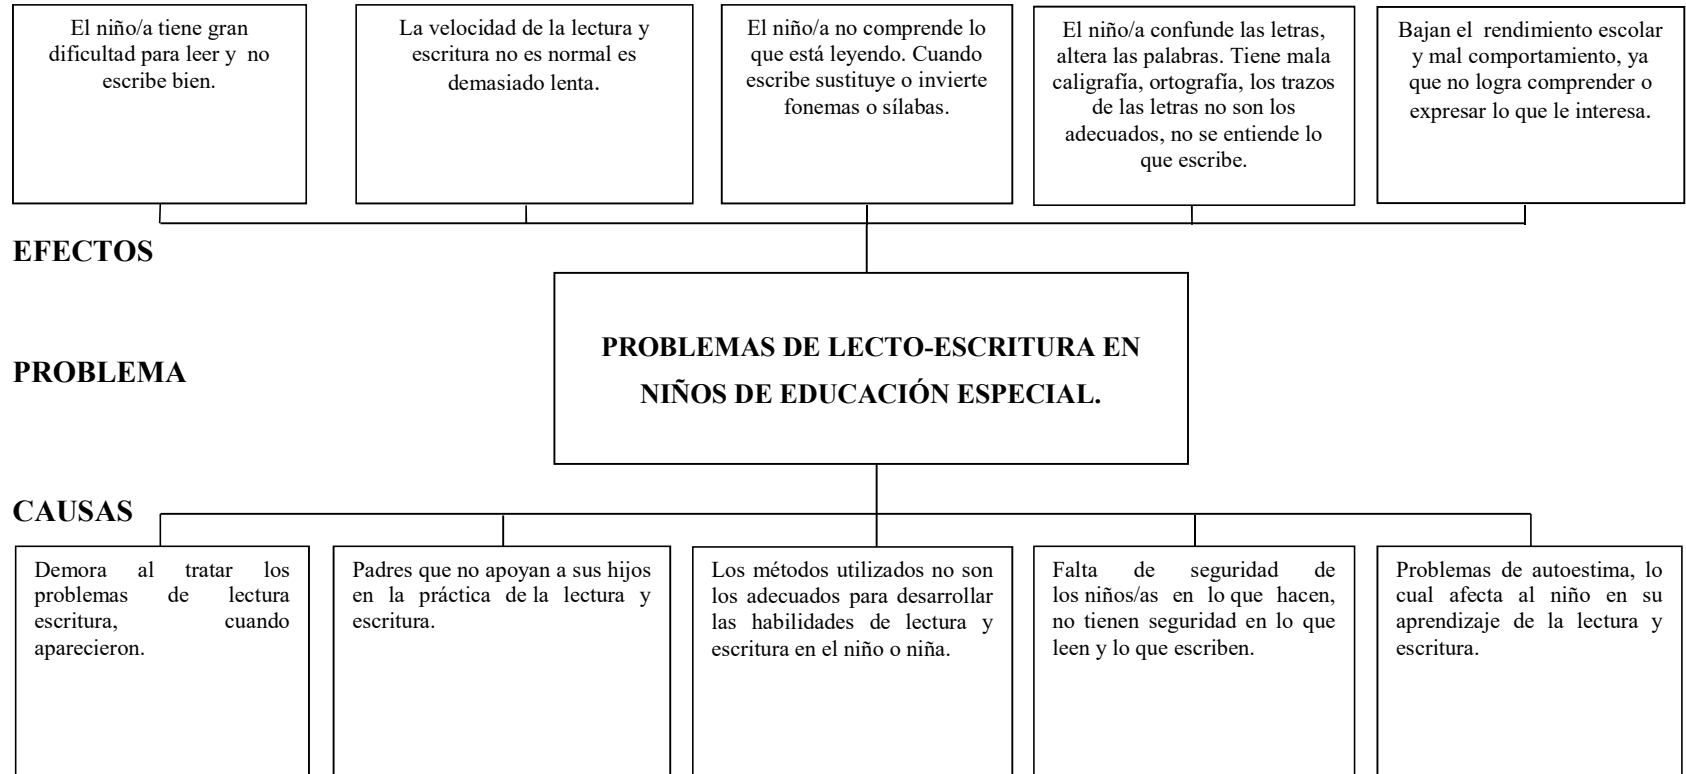 El niño/a tiene gran
dificultad para leer y no
escribe bien.
La velocidad de la lectura y
escritura no es normal es
demasiado lenta.
El niño/a no comprende lo
que está leyendo. Cuando
escribe sustituye o invierte
fonemas o sílabas.
El niño/a confunde las letras,
altera las palabras. Tiene mala
caligrafía, ortografía, los trazos
de las letras no son los
adecuados, no se entiende lo
que escribe.
Bajan el rendimiento escolar
y mal comportamiento, ya
que no logra comprender o
expresar lo que le interesa.
EFECTOS
PROBLEMA
PROBLEMAS DE LECTO-ESCRITURA EN
NIÑOS DE EDUCACIÓN ESPECIAL.
CAUSAS
Demora al tratar los
problemas de lectura
escritura, cuando
aparecieron.
Padres que no apoyan a sus hijos
en la práctica de la lectura y
escritura.
Los métodos utilizados no son
los adecuados para desarrollar
las habilidades de lectura y
escritura en el niño o niña.
Falta de seguridad de
los niños/as en lo que hacen,
no tienen seguridad en lo que
leen y lo que escriben.
Problemas de autoestima, lo
cual afecta al niño en su
aprendizaje de la lectura y
escritura.